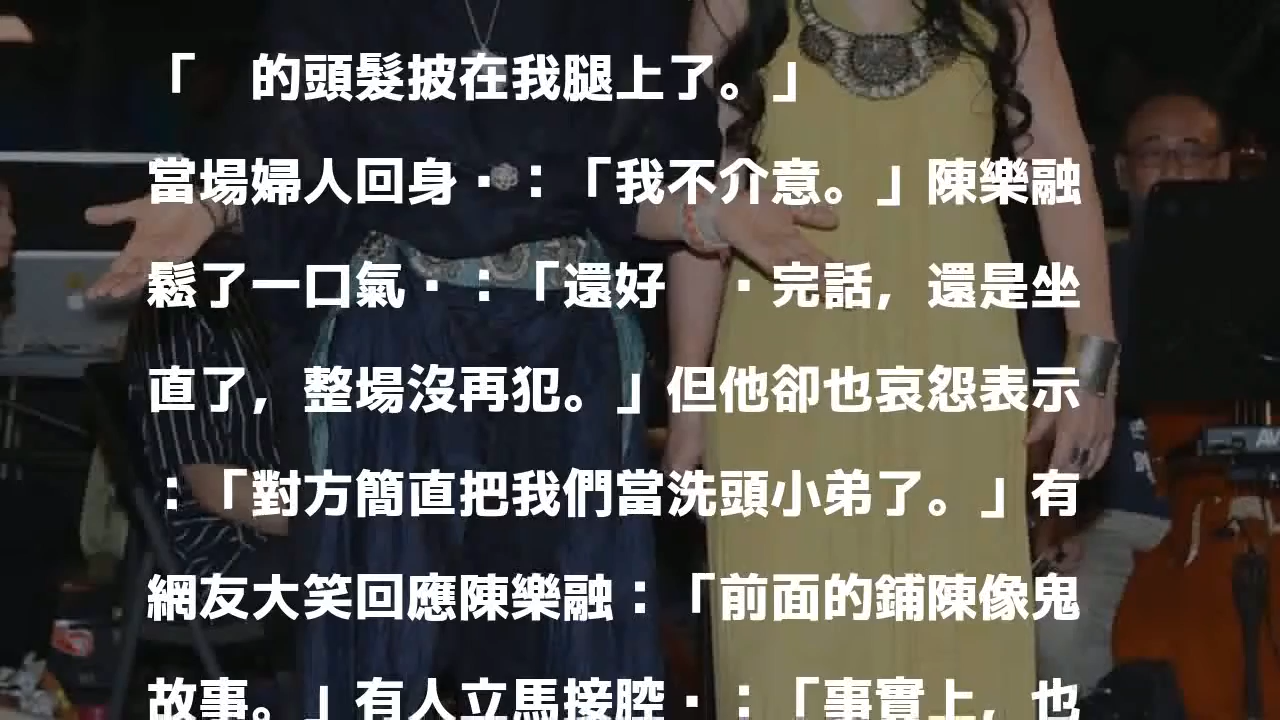 「　的頭髮披在我腿上了。」
當場婦人回身·：「我不介意。」陳樂融
鬆了一口氣·：「還好　·完話，還是坐
直了，整場沒再犯。」但他卻也哀怨表示
：「對方簡直把我們當洗頭小弟了。」有
網友大笑回應陳樂融：「前面的鋪陳像鬼
故事。」有人立馬接腔·：「事實上，也